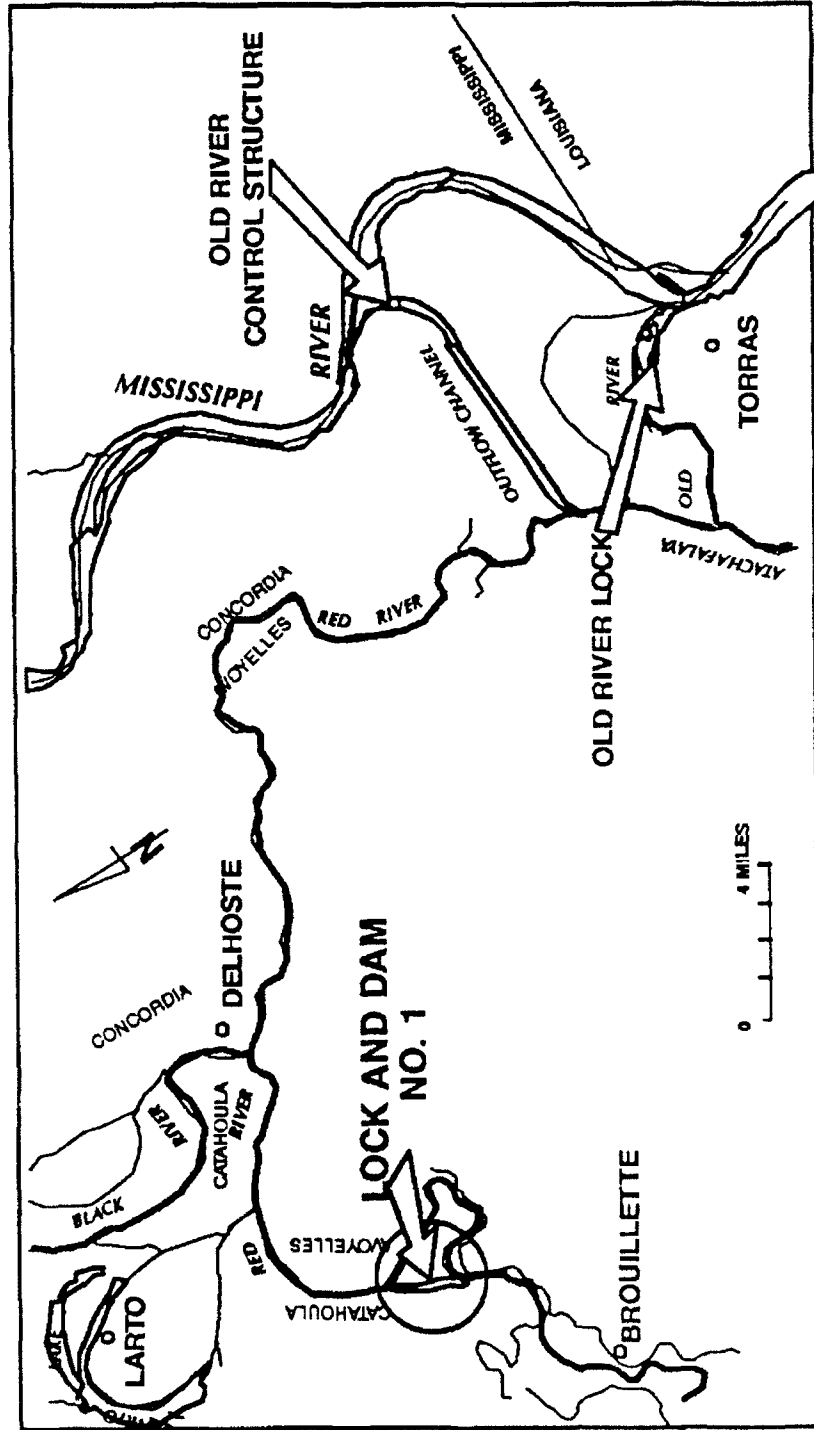 OLD RIVER
CONTROL STRUCTURE
MISSISSIPPI
LOUISIANA
MISSISSIPPI
RIVER
OUTFLOW CHANNEL
RIVER
TORRAS
OLD
ATACHAFALAYA
OLD RIVER LOCK
CONCORDIA
AVOYELLES
RED RIVER
N
CONCORDIA
DELHOSTE
BLACK
RIVER
CATAHOULA
RIVER
RED
LARTO
LOCK AND DAM
NO. 1
AVOYELLES
CATAHOULA
BROUILLETTE
0 4 MILES